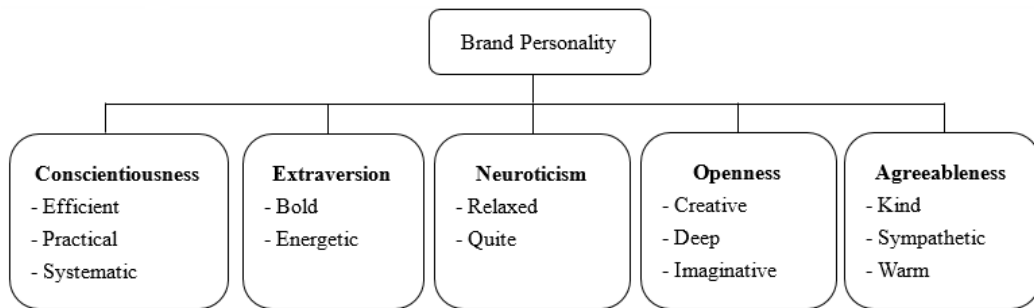 Brand Personality
Conscientiousness
- Efficient
- Practical
- Systematic
Extraversion
- Bold
- Energetic
Neuroticism
- Relaxed
- Quite
Openness
- Creative
- Deep
- Imaginative
Agreeableness
- Kind
- Sympathetic
- Warm